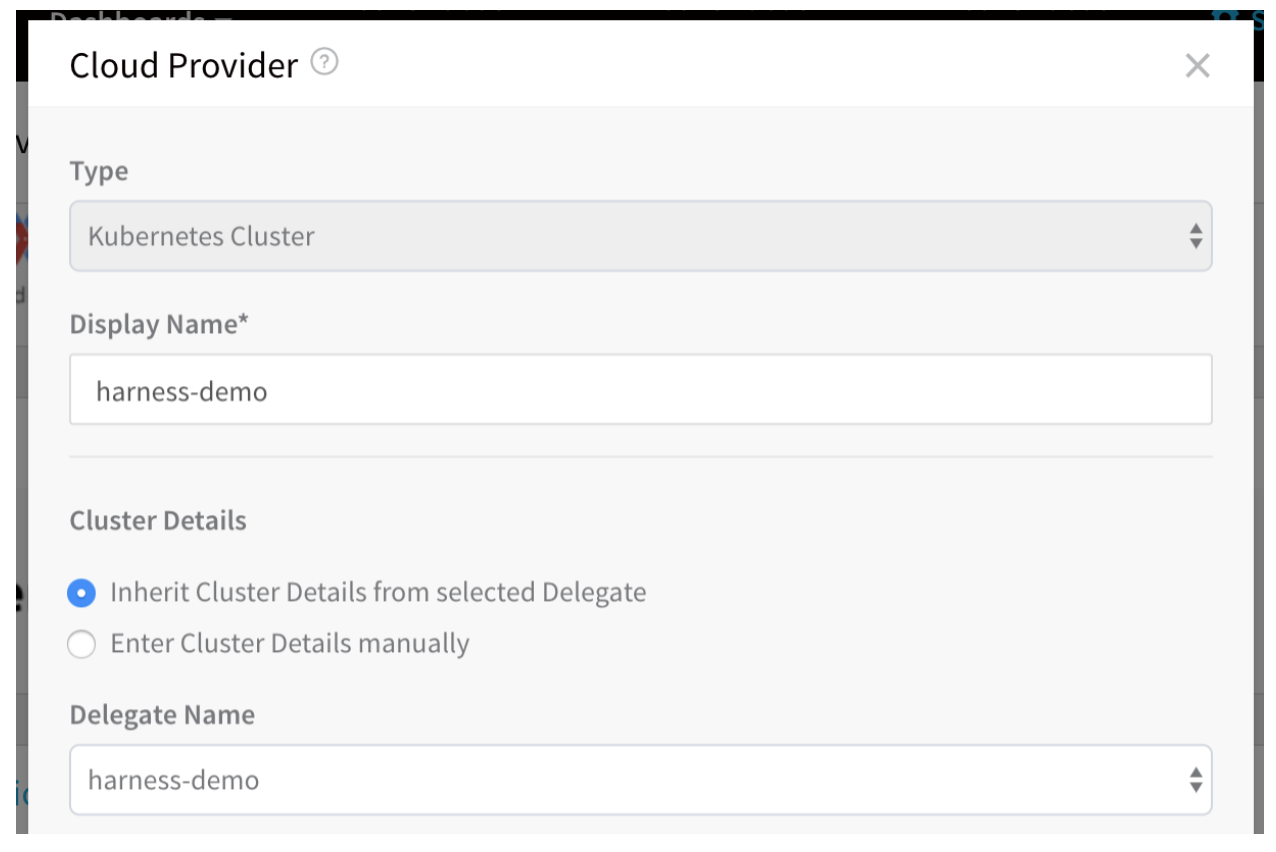 Dashboards
Cloud Provider ?
Type
Kubernetes Cluster
Display Name*
harness-demo
Cluster Details
Inherit Cluster Details from selected Delegate
Enter Cluster Details manually
Delegate Name
harness-demo